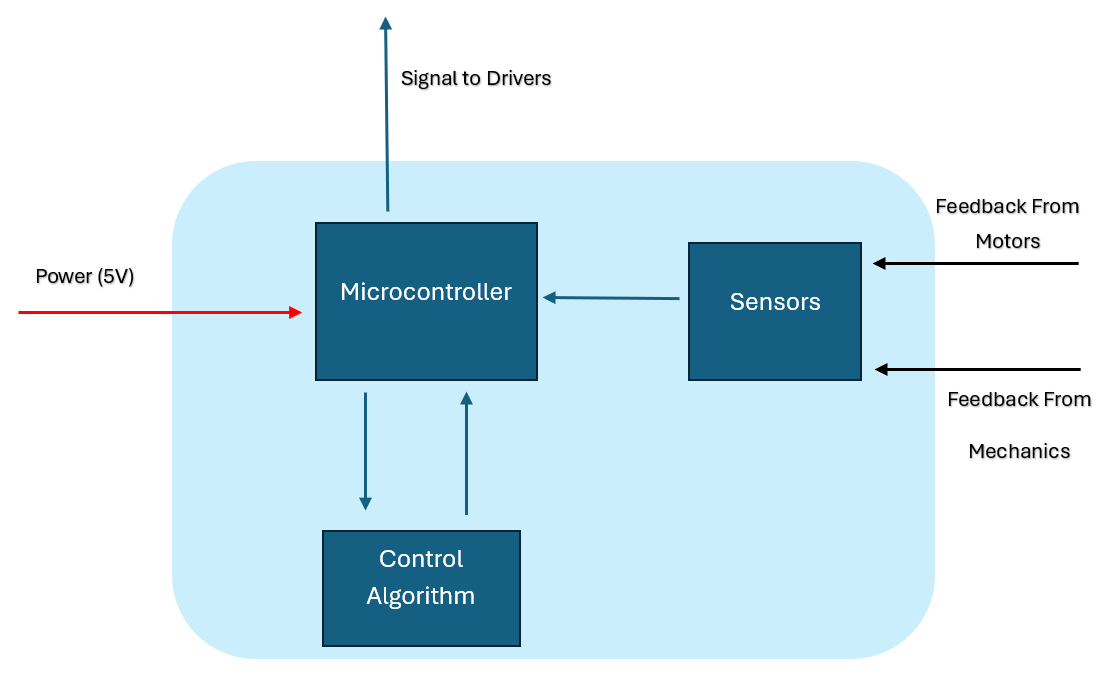 Signal to Drivers
Feedback From
Motors
Power (5V)
Microcontroller
Sensors
Feedback From
Mechanics
Control
Algorithm